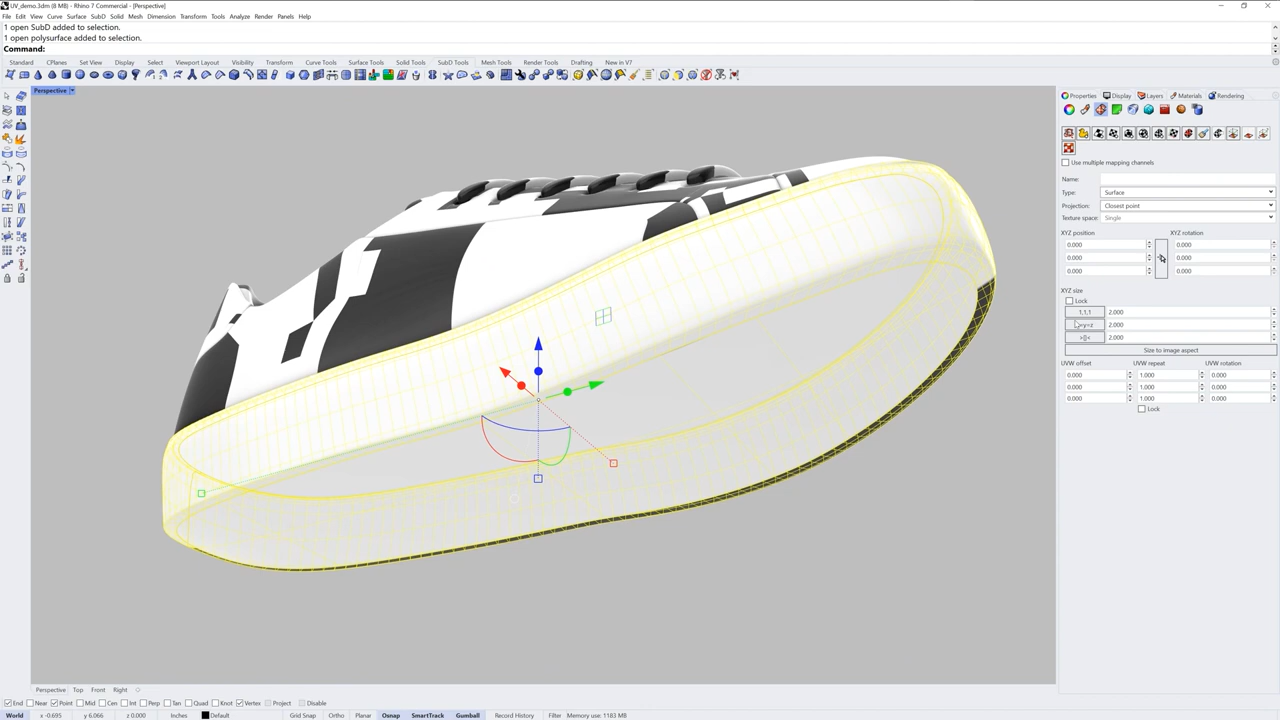 UV_demo.3dm (8 MB) - Rhino 7 Commercial - [Perspective]
File Edit View Curve Surface SubD Solid Mesh Dimension Transform Tools Analyze Render Panels Help
1 open SubD added to selection.
1 open polysurface added to selection.
Command:
Standard CPlanes Set View Display Select Viewport Layout Visibility Transform Curve Tools Surface Tools Solid Tools SubD Tools Mesh Tools Render Tools Drafting New in V7
Perspective
Properties Display Layers Materials Rendering
Use multiple mapping channels
Name:
Type: Surface
Projection: Closest point
Texture space: Single
XYZ position XYZ rotation
0.000 0.000
0.000 0.000
0.000 0.000
XYZ size
Lock
1,1,1 2.000
=y=z 2.000
>[]< 2.000
Size to image aspect
UVW offset UVW repeat UVW rotation
0.000 1.000 0.000
0.000 1.000 0.000
0.000 1.000 0.000
Lock
Perspective Top Front Right
End Near Point Mid Cen Int Perp Tan Quad Knot Vertex Project Disable
World x -0.695 y 6.066 z 0.000 Inches Default Grid Snap Ortho Planar Osnap SmartTrack Gumball Record History Filter Memory use: 1183 MB